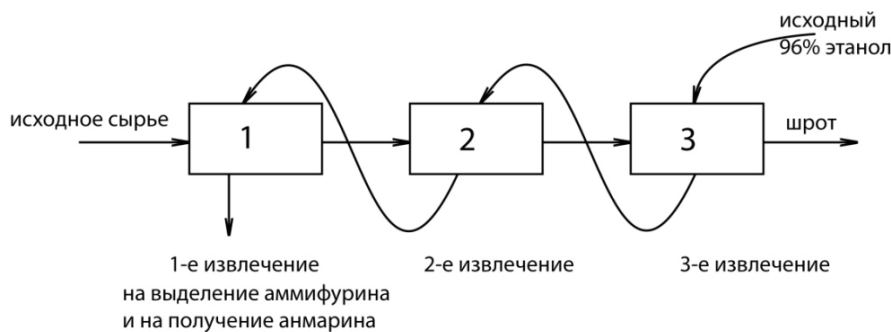 исходный
96% этанол
исходное сырье
1
2
3
шрот
1-е извлечение
на выделение аммифурина
и на получение анмарина
2-е извлечение
3-е извлечение